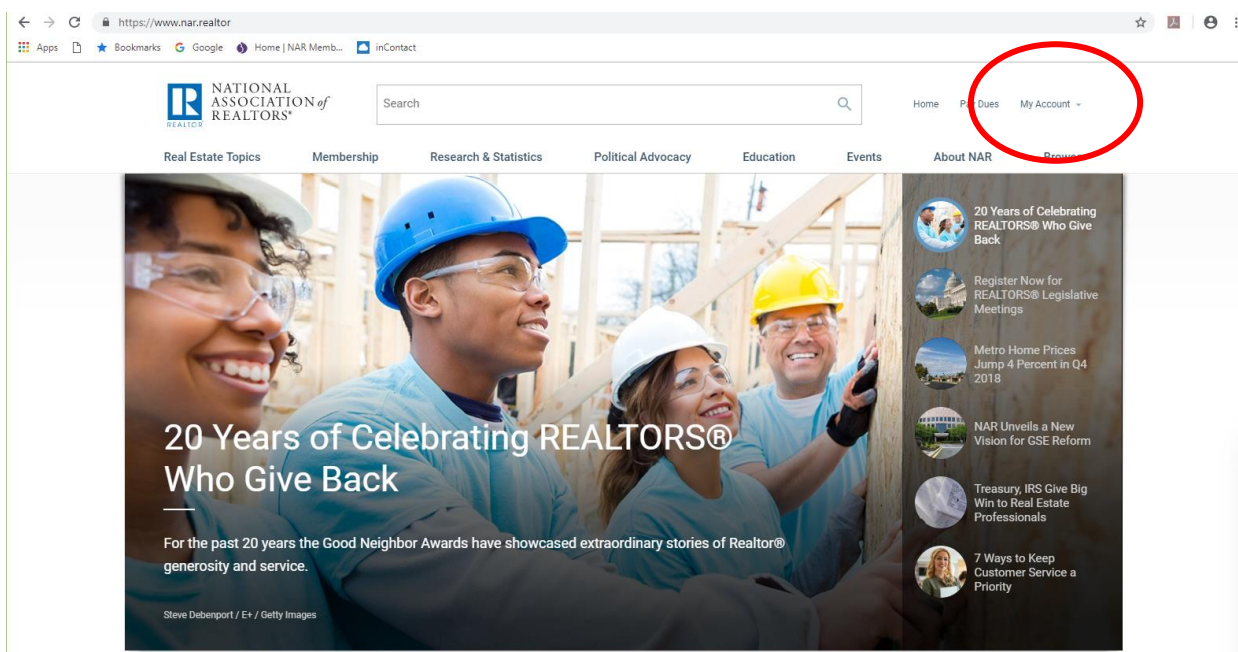 https://www.nar.realtor
Apps Bookmarks Google Home | NAR Memb... inContact
NATIONAL
ASSOCIATION of
REALTORS®
REALTOR
Search
Home Pay Dues My Account
Real Estate Topics Membership Research & Statistics Political Advocacy Education Events About NAR Browse
20 Years of Celebrating REALTORS®
Who Give Back
For the past 20 years the Good Neighbor Awards have showcased extraordinary stories of Realtor®
generosity and service.
Steve Debenport / E+ / Getty Images
20 Years of Celebrating
REALTORS® Who Give
Back
Register Now for
REALTORS® Legislative
Meetings
Metro Home Prices
Jump 4 Percent in Q4
2018
NAR Unveils a New
Vision for GSE Reform
Treasury, IRS Give Big
Win to Real Estate
Professionals
7 Ways to Keep
Customer Service a
Priority